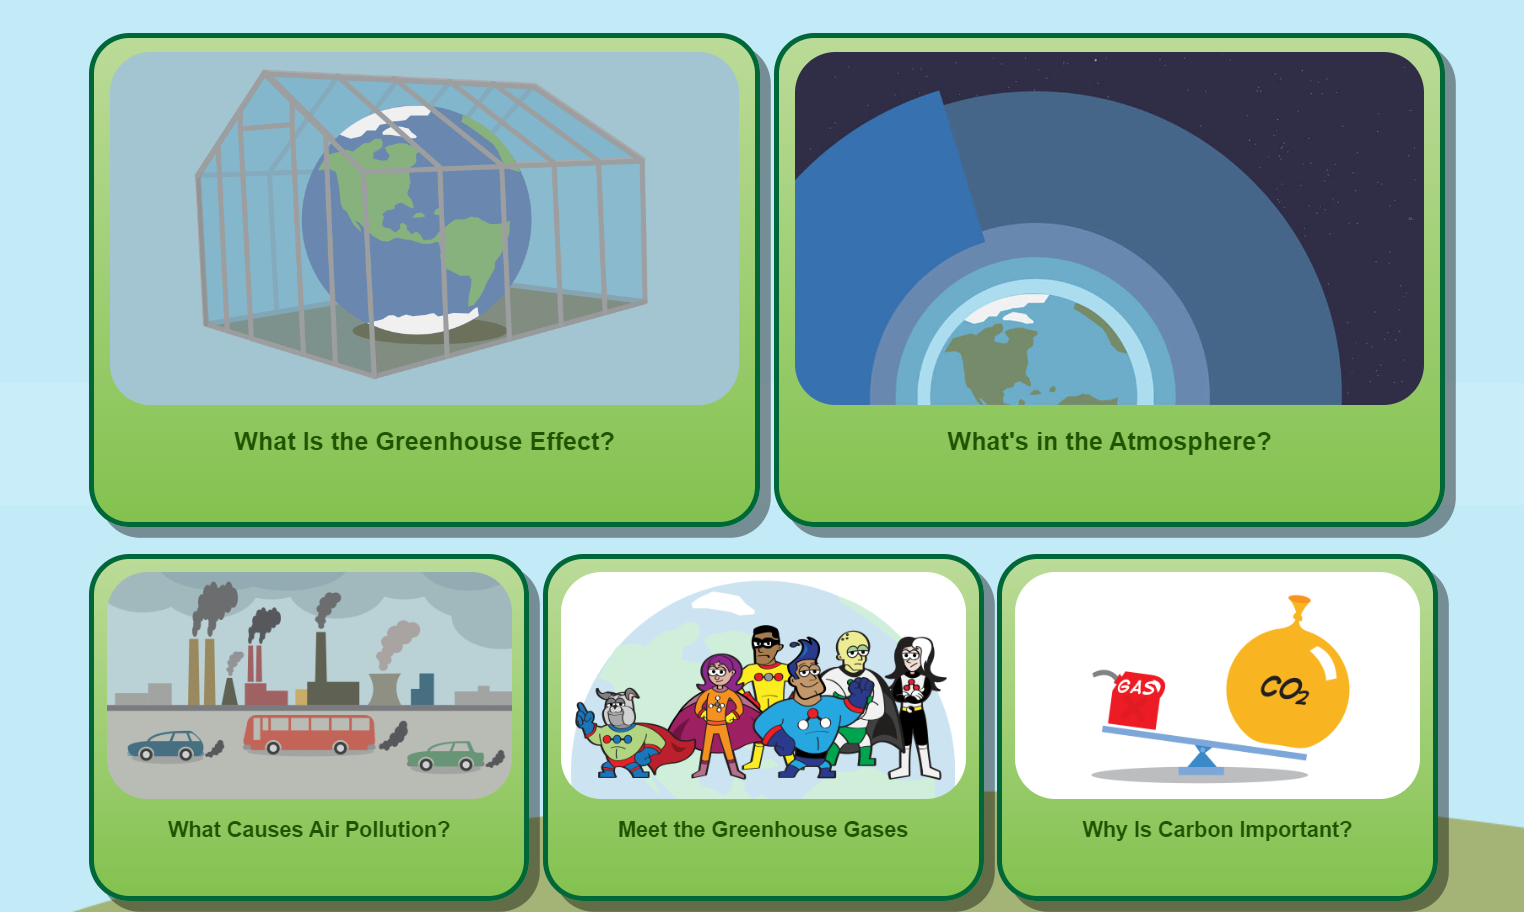 What Is the Greenhouse Effect?
What's in the Atmosphere?
GAS
CO2
What Causes Air Pollution?
Meet the Greenhouse Gases
Why Is Carbon Important?